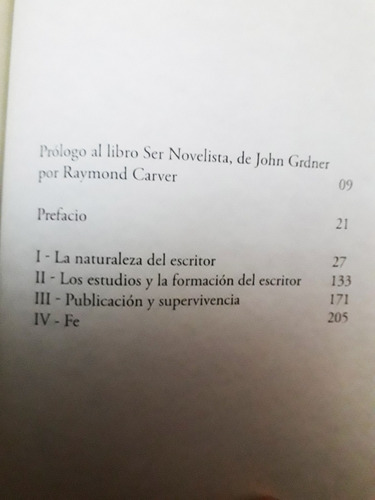 Prólogo al libro Ser Novelista, de John Grdner
por Raymond Carver 09
Prefacio 21
I - La naturaleza del escritor 27
II - Los estudios y la formación del escritor 133
III - Publicación y supervivencia 171
IV - Fe 205